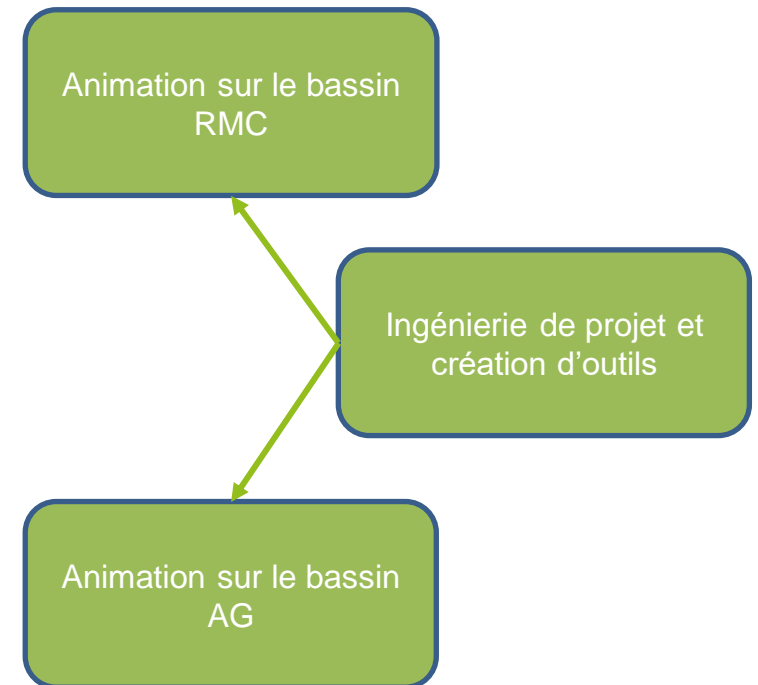 Animation sur le bassin
RMC
Ingénierie de projet et
création d’outils
Animation sur le bassin
AG